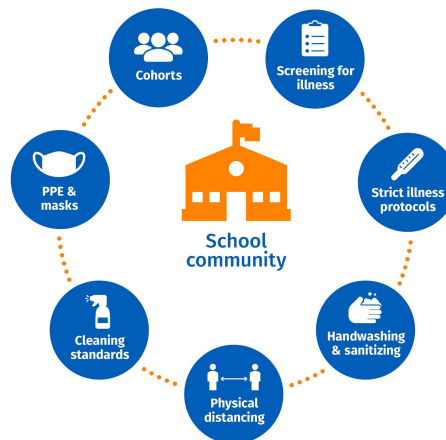 Cohorts
Screening for
illness
PPE &
masks
Strict illness
protocols
School
community
Cleaning
standards
Handwashing
& sanitizing
Physical
distancing